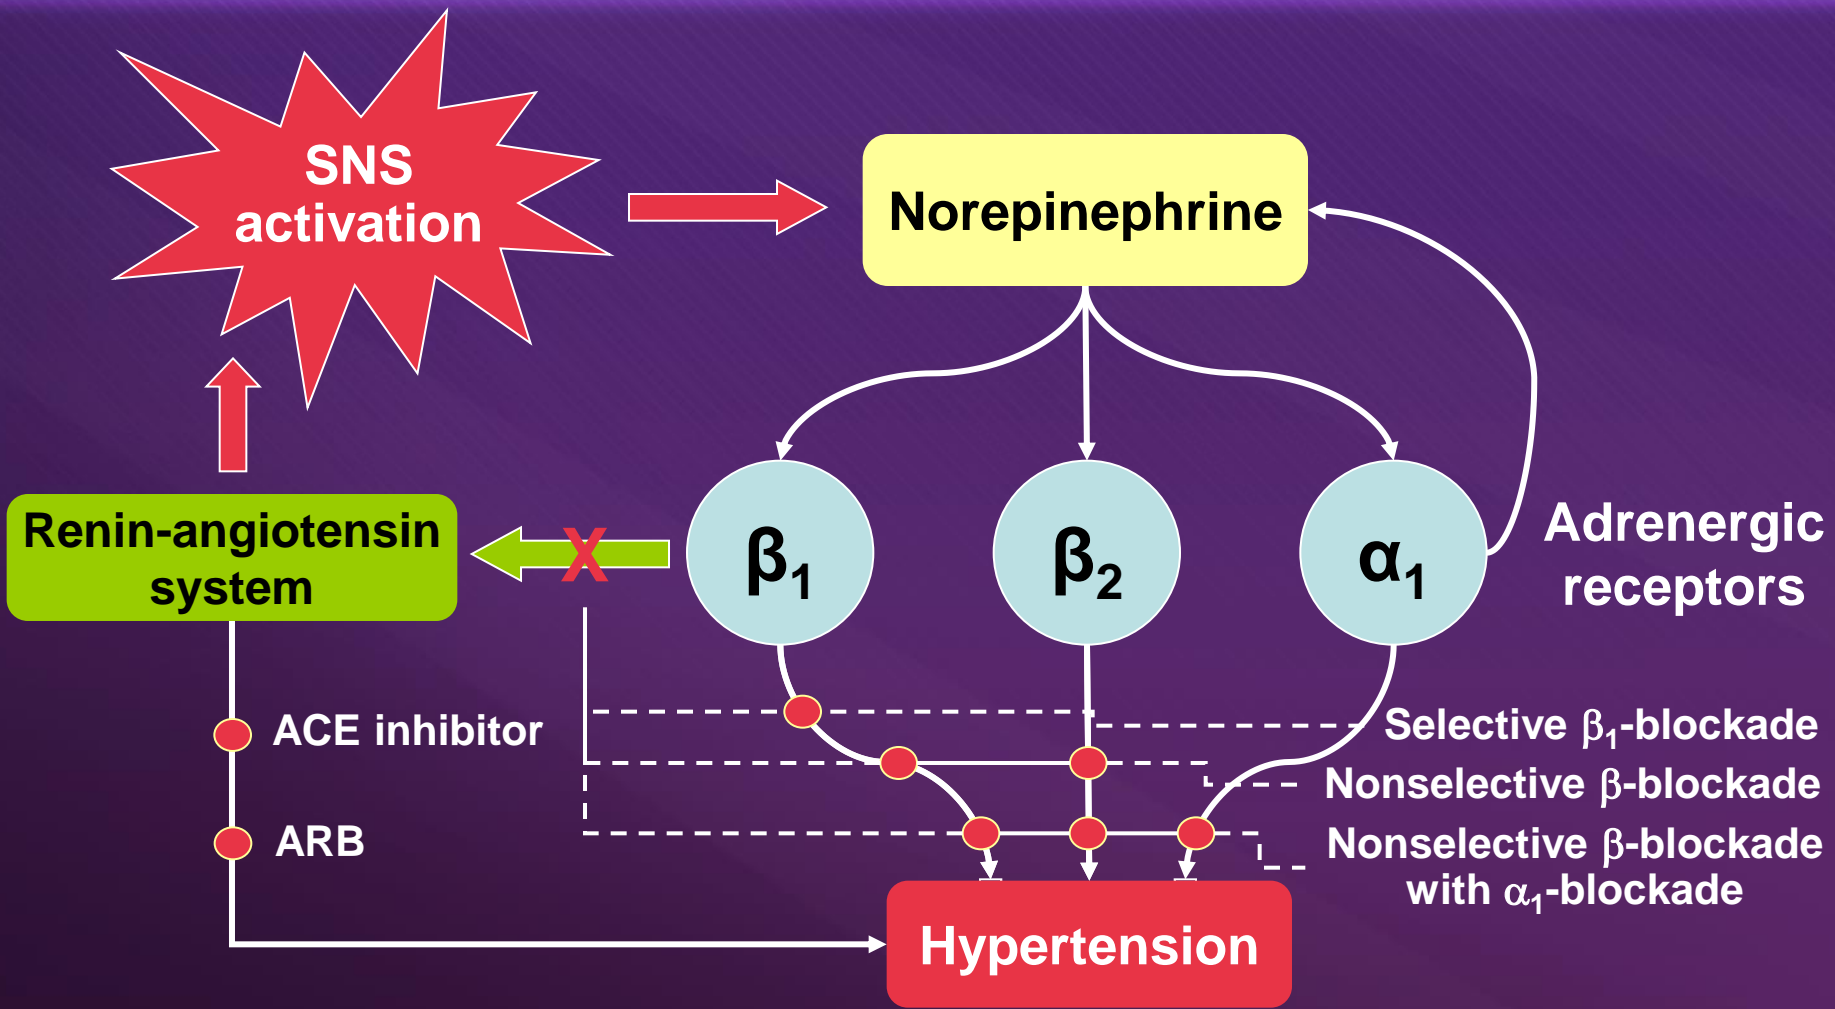 SNS
activation
Norepinephrine
Renin-angiotensin
system
X
β₁
β₂
α₁
Adrenergic
receptors
ACE inhibitor
ARB
Selective β₁-blockade
Nonselective β-blockade
Nonselective β-blockade
with α₁-blockade
Hypertension